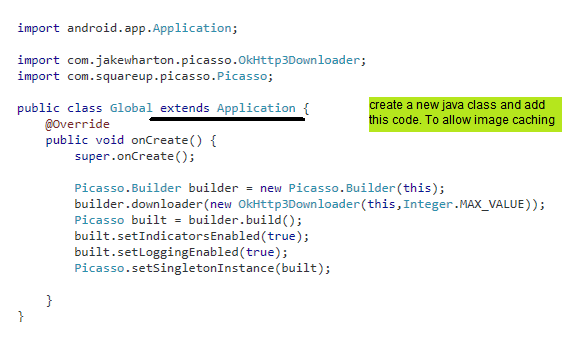 import android.app.Application;
import com.jakewharton.picasso.OkHttp3Downloader;
import com.squareup.picasso.Picasso;
public class Global extends Application {
@Override
public void onCreate() {
super.onCreate();
Picasso.Builder builder = new Picasso.Builder(this);
builder.downloader(new OkHttp3Downloader(this,Integer.MAX_VALUE));
Picasso built = builder.build();
built.setIndicatorsEnabled(true);
built.setLoggingEnabled(true);
Picasso.setSingletonInstance(built);
}
}
create a new java class and add
this code. To allow image caching